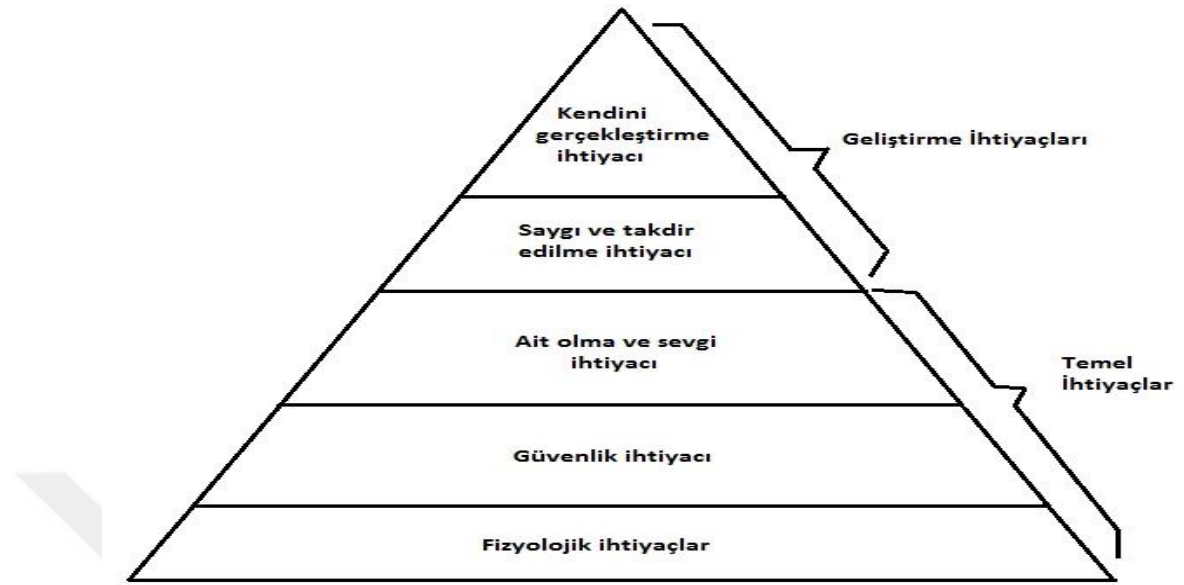 Kendini
gerçekleştirme
ihtiyacı
Geliştirme İhtiyaçları
Saygı ve takdir
edilme ihtiyacı
Ait olma ve sevgi
ihtiyacı
Temel
İhtiyaçlar
Güvenlik ihtiyacı
Fizyolojik ihtiyaçlar